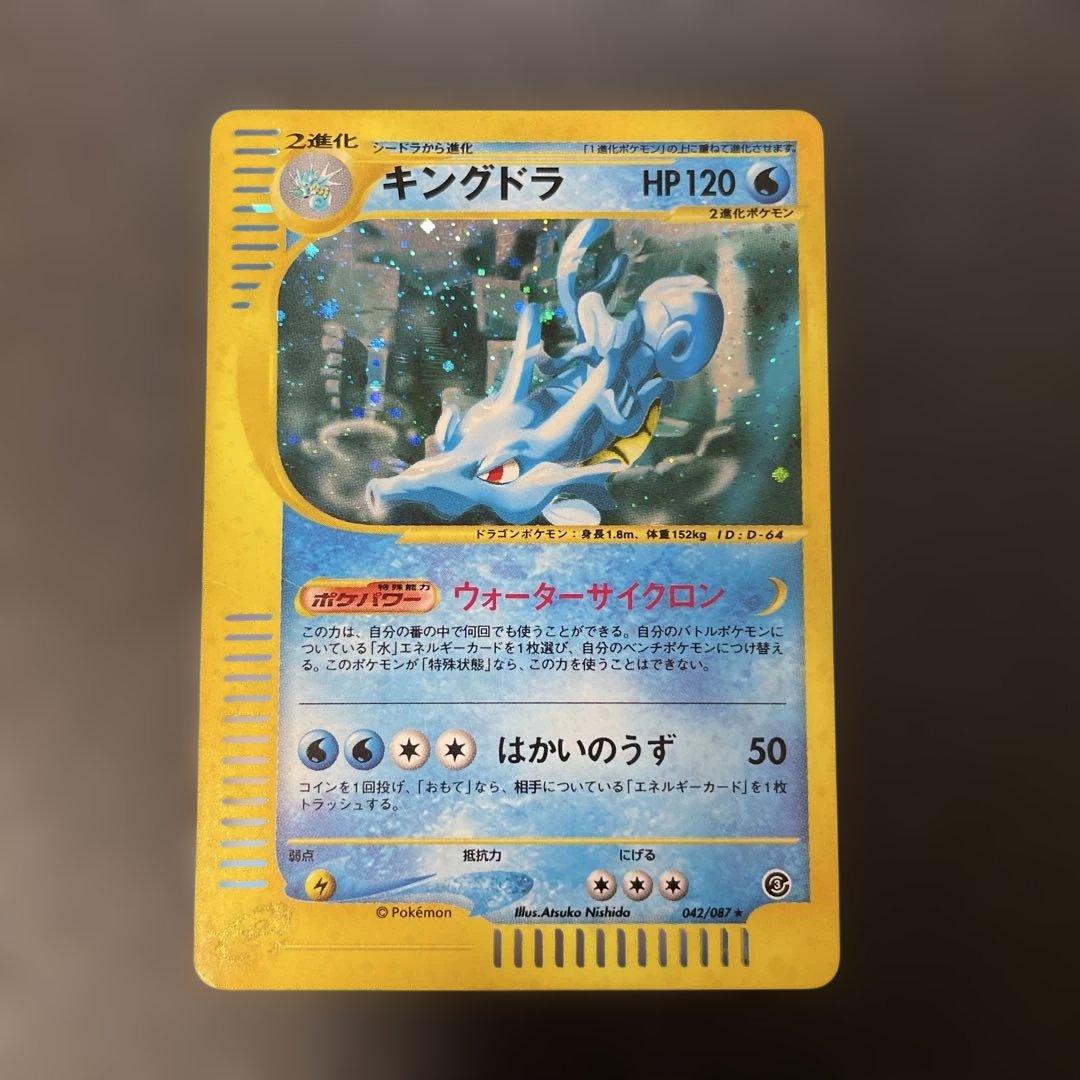 2進化
シードラから進化
「1進化ポケモン」の上に重ねて進化させます。
キングドラ
HP120
2進化ポケモン
ドラゴンポケモン：身長1.8m、体重152kg ID:D-64
特殊能力
ポケパワー
ウォーターサイクロン
この力は、自分の番の中で何回でも使うことができる。自分のバトルポケモンに
ついている「水」エネルギーカードを1枚選び、自分のベンチポケモンにつけ替え
る。このポケモンが「特殊状態」なら、この力を使うことはできない。
はかいのうず 50
コインを1回投げ、「おもて」なら、相手についている「エネルギーカード」を1枚
トラッシュする。
弱点 抵抗力 にげる
3
© Pokémon Illus.Atsuko Nishida 042/087★